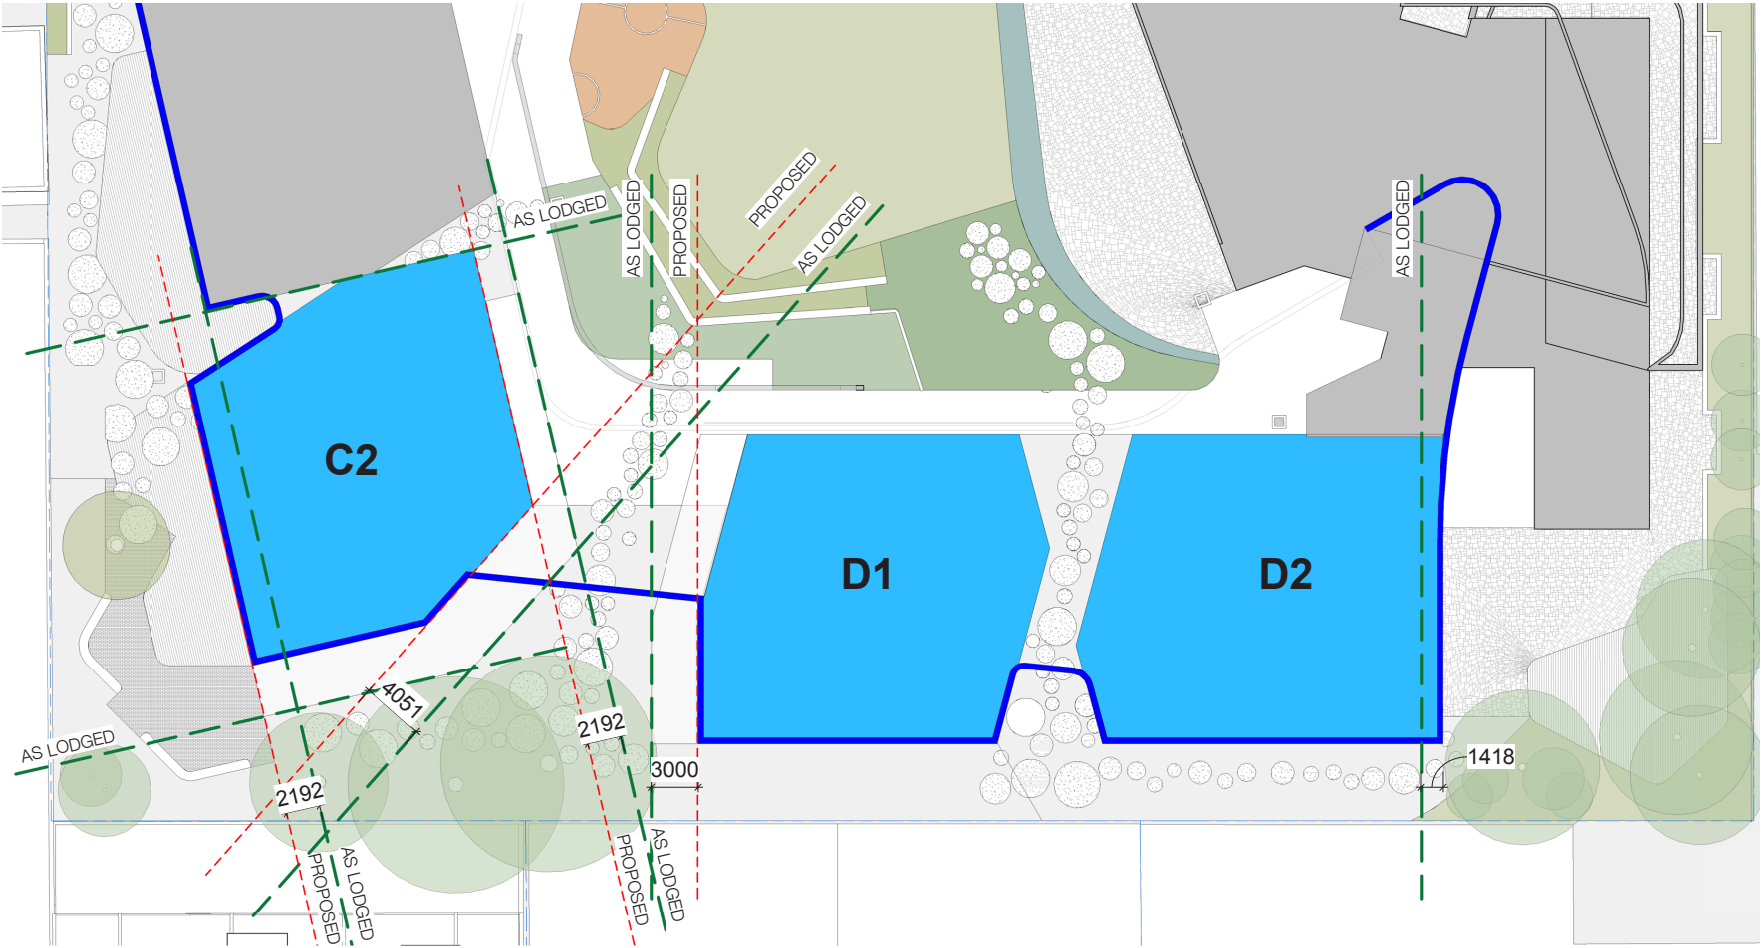 PROPOSED
AS LODGED
AS LODGED
PROPOSED
AS LODGED
AS LODGED
C2
D1
D2
AS LODGED
4051
2192
2192
3000
1418
PROPOSED
AS LODGED
PROPOSED
AS LODGED